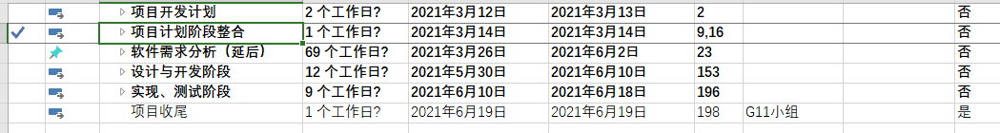 项目开发计划 2 个工作日? 2021年3月12日 2021年3月13日 2 否
项目计划阶段整合 1 个工作日? 2021年3月14日 2021年3月14日 9,16 否
软件需求分析（延后） 69 个工作日? 2021年3月26日 2021年6月2日 23 否
设计与开发阶段 12 个工作日? 2021年5月30日 2021年6月10日 153 否
实现、测试阶段 9 个工作日? 2021年6月10日 2021年6月18日 196 否
项目收尾 1 个工作日? 2021年6月19日 2021年6月19日 198 G11小组 是